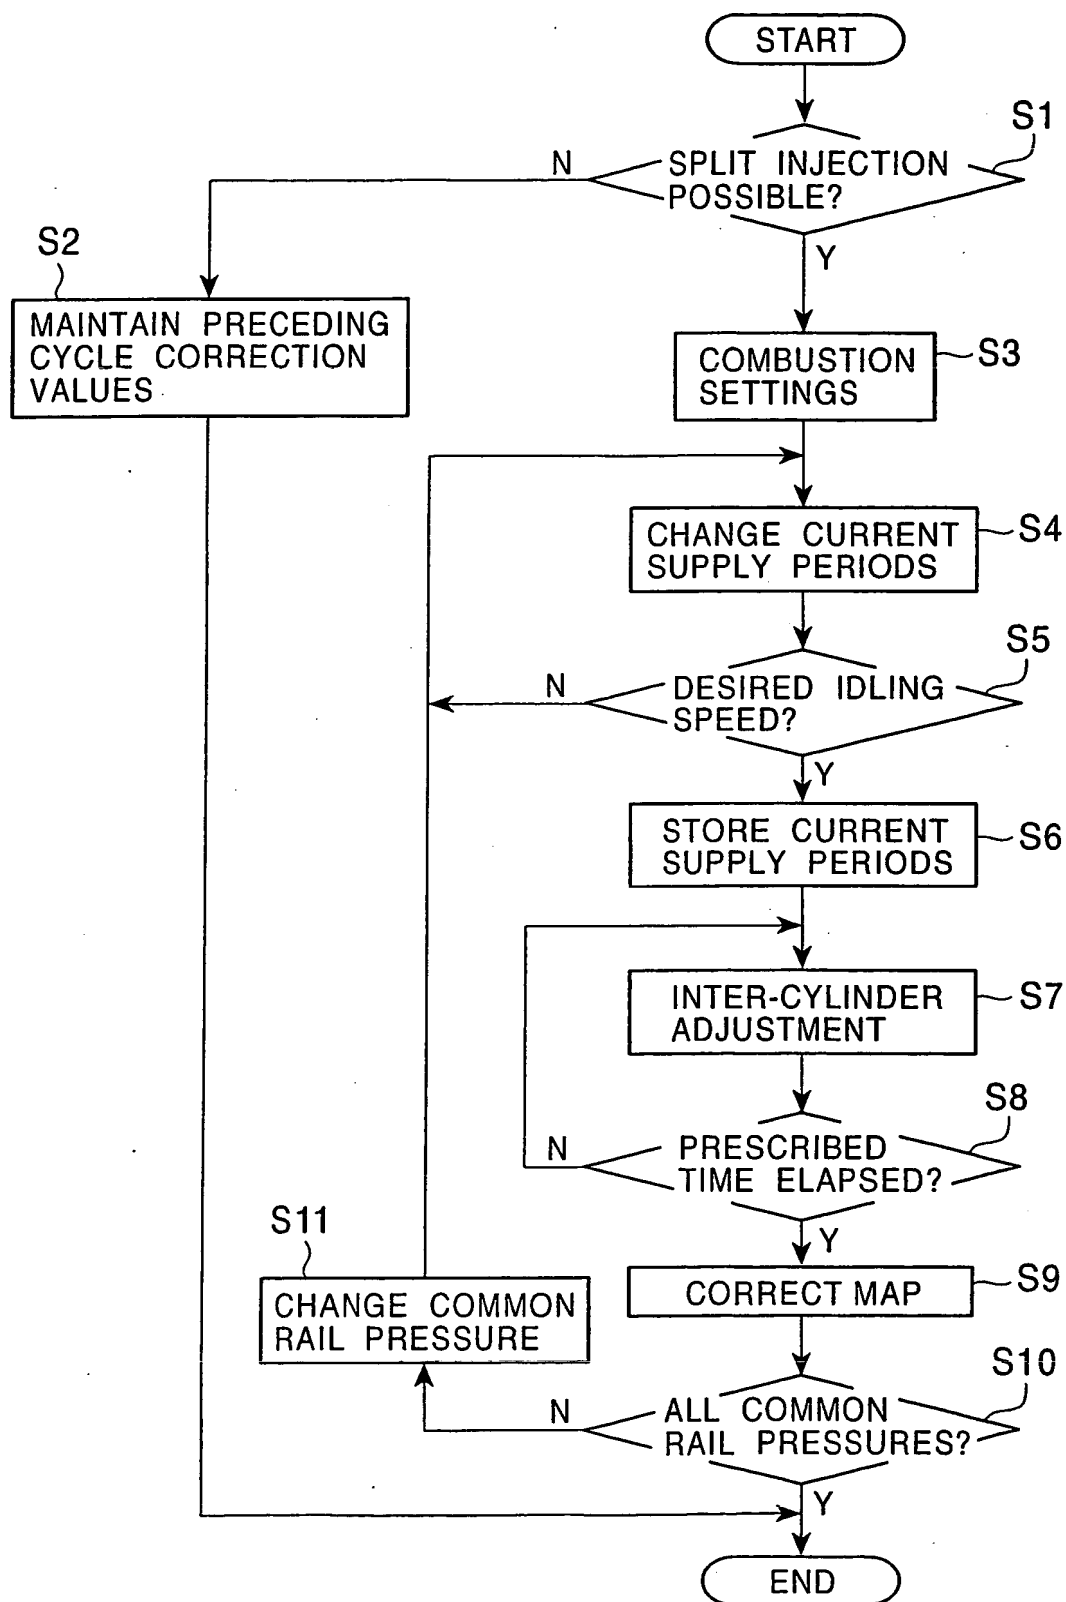 START
S1
SPLIT INJECTION
POSSIBLE?
N
Y
S2
MAINTAIN PRECEDING
CYCLE CORRECTION
VALUES
S3
COMBUSTION
SETTINGS
S4
CHANGE CURRENT
SUPPLY PERIODS
S5
DESIRED IDLING
SPEED?
N
Y
S6
STORE CURRENT
SUPPLY PERIODS
S7
INTER-CYLINDER
ADJUSTMENT
S8
PRESCRIBED
TIME ELAPSED?
N
Y
S9
CORRECT MAP
S11
CHANGE COMMON
RAIL PRESSURE
S10
ALL COMMON
RAIL PRESSURES?
N
Y
END